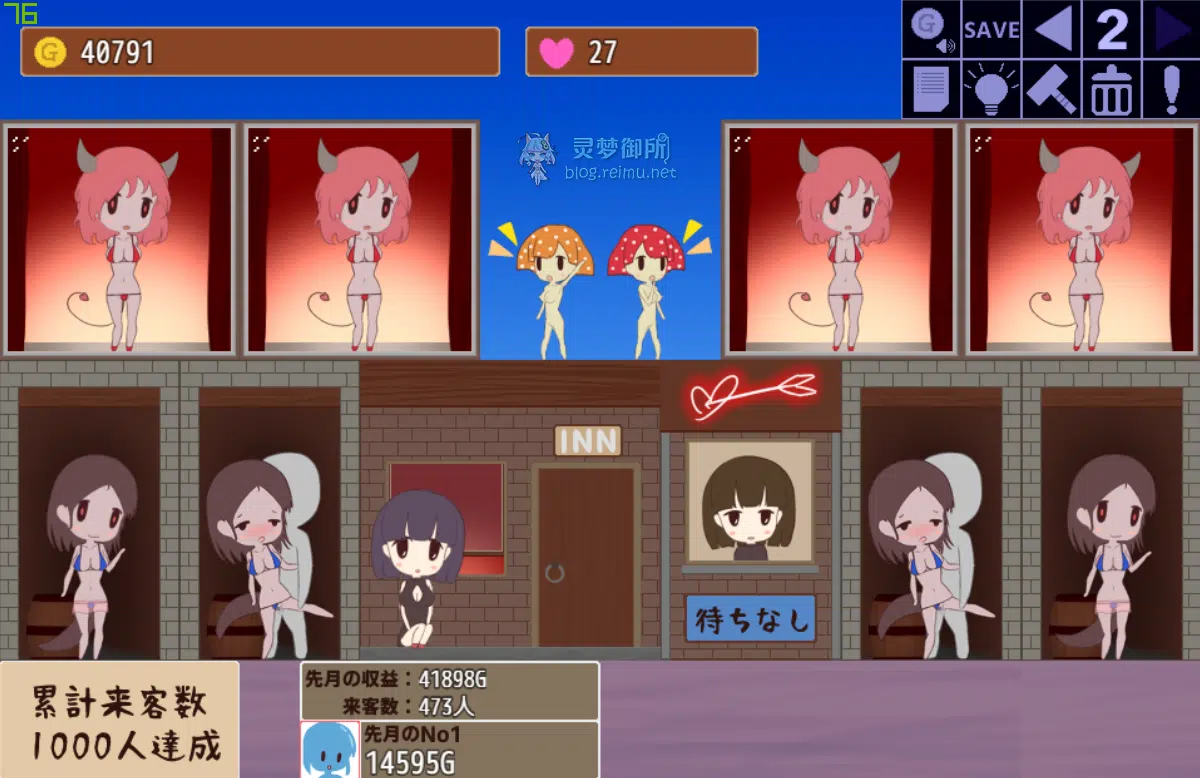 76
40791
27
SAVE
2
灵梦御所
blog.reimu.net
INN
待ちなし
累計来客数
1000人達成
先月の収益：41898G
来客数：473人
先月のNo1
14595G